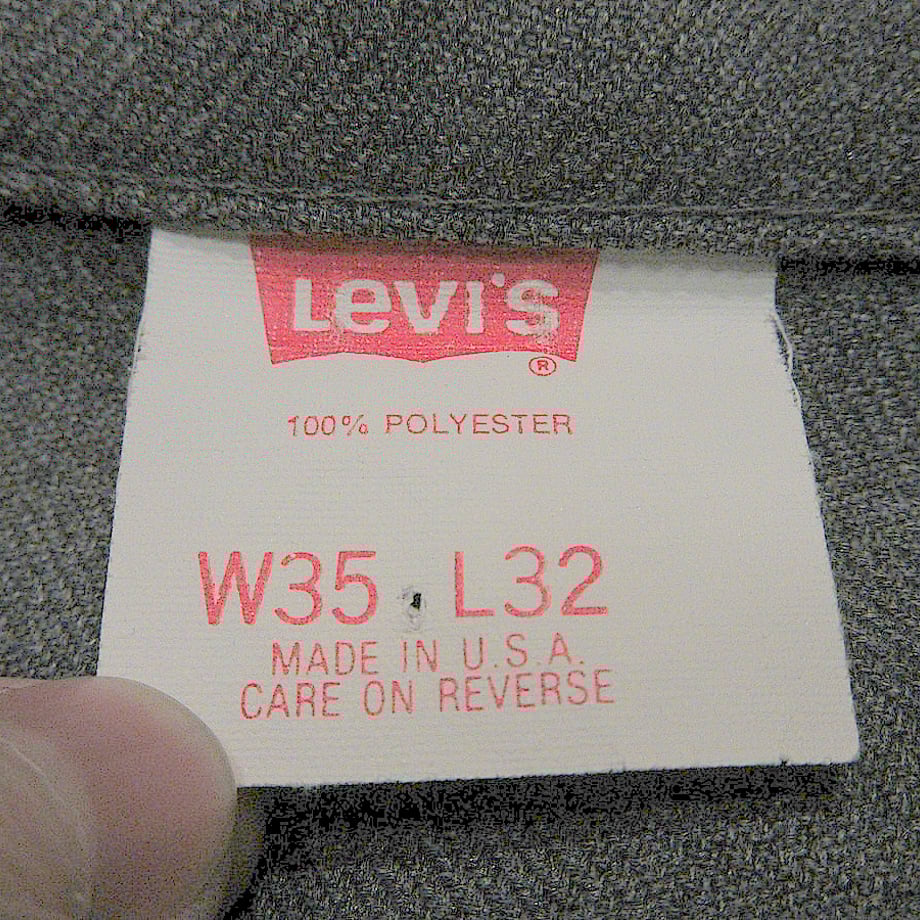 Levi's
®
100% POLYESTER
W35 L32
MADE IN U.S.A.
CARE ON REVERSE